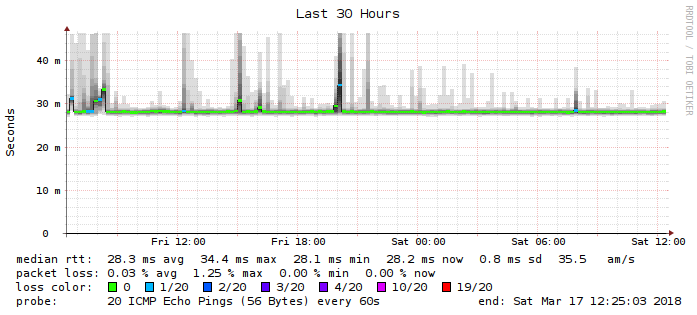 Last 30 Hours
RRDTOOL / TOBI OETIKER
Seconds
40 m
30 m
20 m
10 m
0
Fri 12:00 Fri 18:00 Sat 00:00 Sat 06:00 Sat 12:00
median rtt: 28.3 ms avg 34.4 ms max 28.1 ms min 28.2 ms now 0.8 ms sd 35.5 am/s
packet loss: 0.03 % avg 1.25 % max 0.00 % min 0.00 % now
loss color: 0 1/20 2/20 3/20 4/20 10/20 19/20
probe: 20 ICMP Echo Pings (56 Bytes) every 60s end: Sat Mar 17 12:25:03 2018